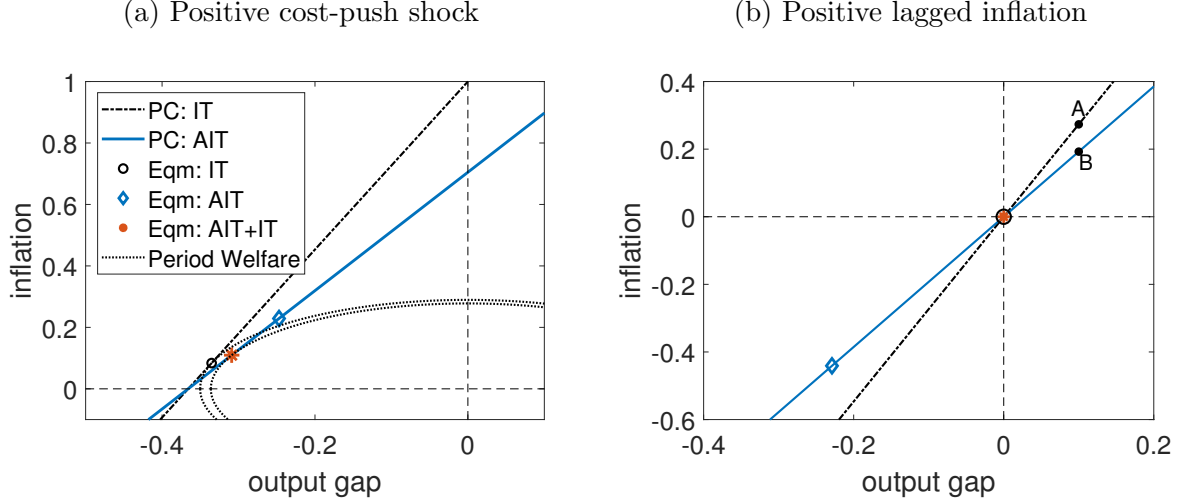 (a) Positive cost-push shock
1
0.8
0.6
0.4
0.2
0
inflation
-0.4
-0.2
0
output gap
PC: IT
PC: AIT
Eqm: IT
Eqm: AIT
Eqm: AIT+IT
Period Welfare
(b) Positive lagged inflation
0.4
0.2
0
-0.2
-0.4
-0.6
inflation
-0.4
-0.2
0
0.2
output gap
A
B